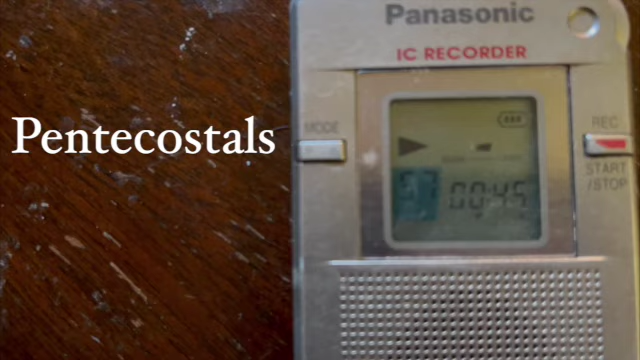 Panasonic
IC RECORDER
Pentecostals
MODE
REC
START
/STOP
00:45